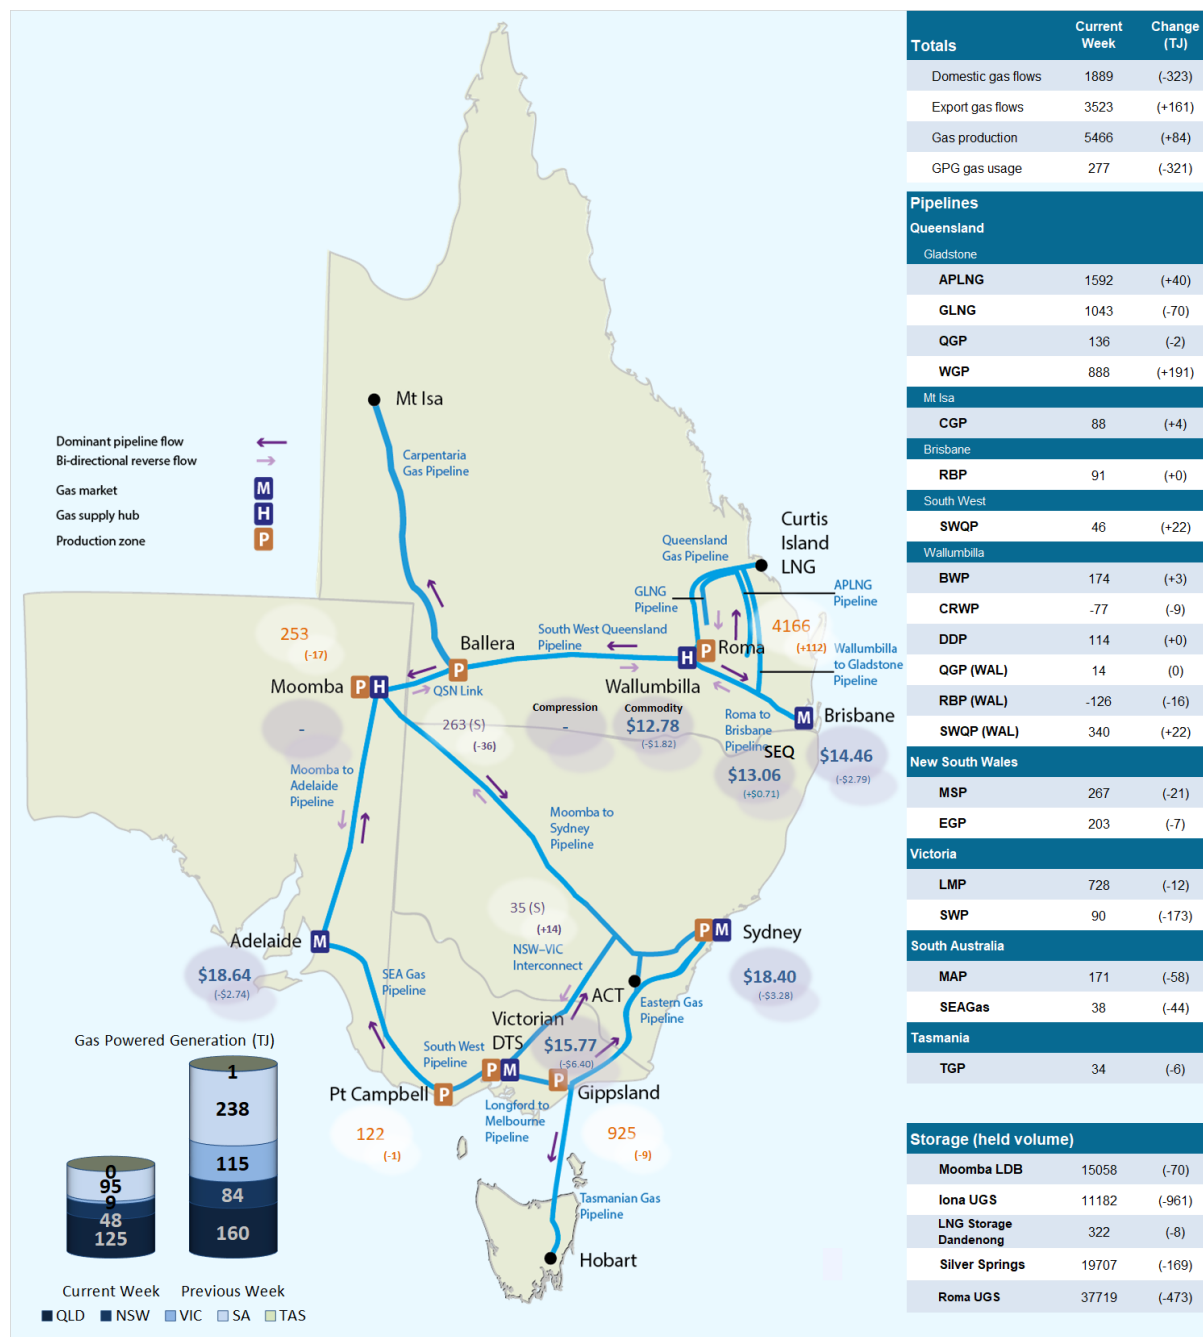 Mt Isa
Dominant pipeline flow
Bi-directional reverse flow
Gas market
M
Gas supply hub
H
Production zone
P
Carpentaria
Gas Pipeline
Curtis
Island
LNG
Queensland
Gas Pipeline
GLNG
Pipeline
APLNG
Pipeline
4166
(+112)
Wallumbilla
to Gladstone
Pipeline
253
(-17)
Ballera
P
South West Queensland
Pipeline
H
P
Roma
Moomba
P
H
QSN Link
Wallumbilla
M
Brisbane
-
263 (S)
(-36)
Compression
-
Commodity
$12.78
(-$1.82)
Roma to
Brisbane
Pipeline
SEQ
$13.06
(+$0.71)
$14.46
(-$2.79)
Moomba to
Adelaide
Pipeline
Moomba to
Sydney
Pipeline
35 (S)
(+14)
NSW-VIC
Interconnect
P
M
Sydney
$18.40
(-$3.28)
Adelaide
M
$18.64
(-$2.74)
SEA Gas
Pipeline
ACT
Eastern Gas
Pipeline
Victorian
DTS
$15.77
(-$6.40)
South West
Pipeline
P
M
P
Gippsland
Pt Campbell
P
Longford to
Melbourne
Pipeline
122
(-1)
925
(-9)
Tasmanian Gas
Pipeline
Hobart
Gas Powered Generation (TJ)
0
95
9
48
125
1
238
115
84
160
Current Week
Previous Week
QLD
NSW
VIC
SA
TAS
Totals Current Week Change (TJ)
Domestic gas flows 1889 (-323)
Export gas flows 3523 (+161)
Gas production 5466 (+84)
GPG gas usage 277 (-321)
Pipelines
Queensland
Gladstone
APLNG 1592 (+40)
GLNG 1043 (-70)
QGP 136 (-2)
WGP 888 (+191)
Mt Isa
CGP 88 (+4)
Brisbane
RBP 91 (+0)
South West
SWQP 46 (+22)
Wallumbilla
BWP 174 (+3)
CRWP -77 (-9)
DDP 114 (+0)
QGP (WAL) 14 (0)
RBP (WAL) -126 (-16)
SWQP (WAL) 340 (+22)
New South Wales
MSP 267 (-21)
EGP 203 (-7)
Victoria
LMP 728 (-12)
SWP 90 (-173)
South Australia
MAP 171 (-58)
SEAGas 38 (-44)
Tasmania
TGP 34 (-6)
Storage (held volume)
Moomba LDB 15058 (-70)
Iona UGS 11182 (-961)
LNG Storage Dandenong 322 (-8)
Silver Springs 19707 (-169)
Roma UGS 37719 (-473)